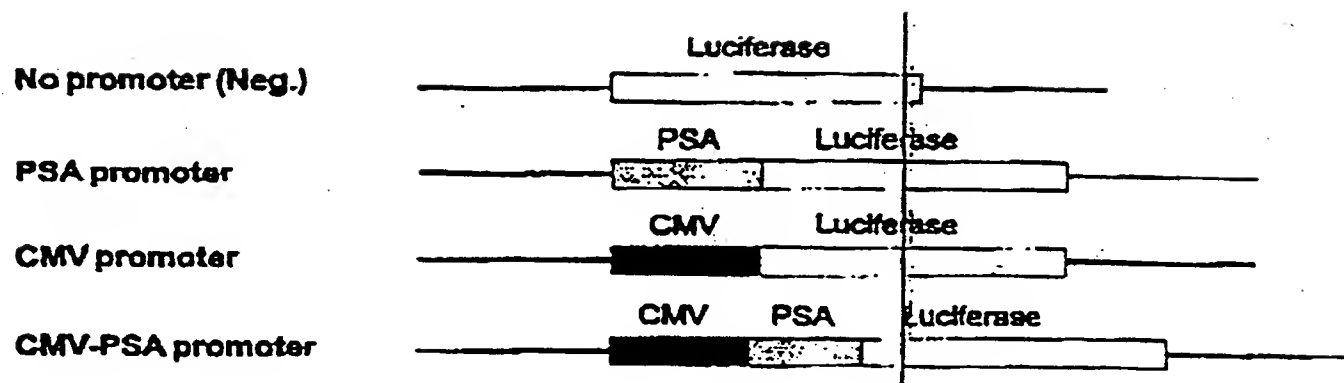 Luciferase
No promoter (Neg.)
PSA Luciferase
PSA promoter
CMV Luciferase
CMV promoter
CMV PSA Luciferase
CMV-PSA promoter